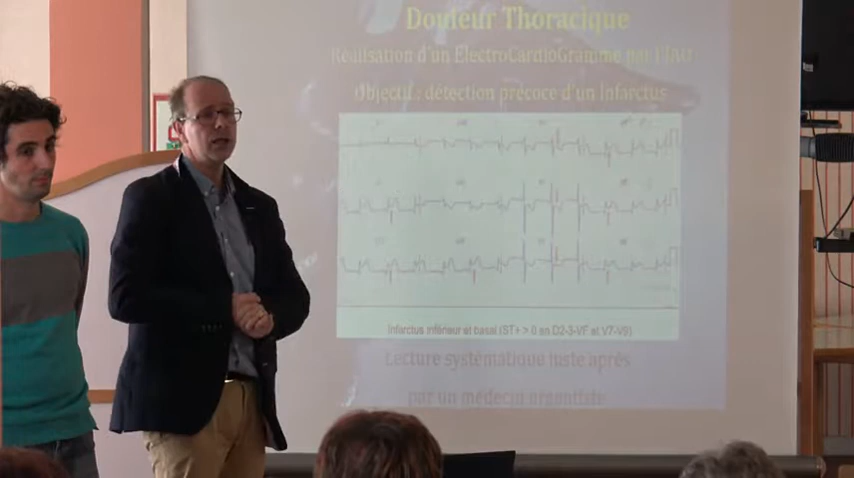 Douleur Thoracique
Réalisation d'un ElectroCardioGramme par l'
Objectif : détection précoce d'un Infarctus
Infarctus inférieur et basal (ST+ > 0 en D2-3-VF et V7-V9)
Lecture systématique juste après
par un médecin urgentiste